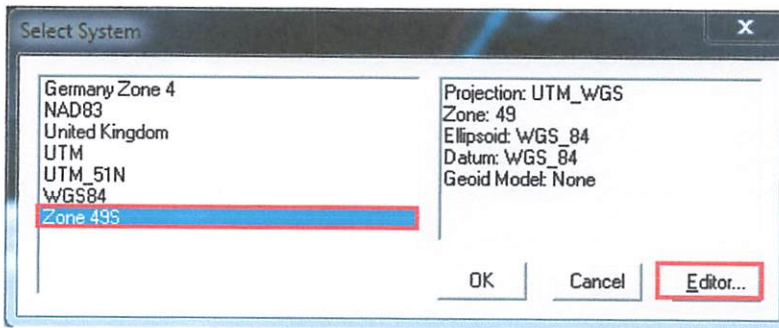 Select System
Germany Zone 4
NAD83
United Kingdom
UTM
UTM_51N
WGS84
Zone 49S
Projection: UTM_WGS
Zone: 49
Ellipsoid: WGS_84
Datum: WGS_84
Geoid Model: None
OK
Cancel
Editor...